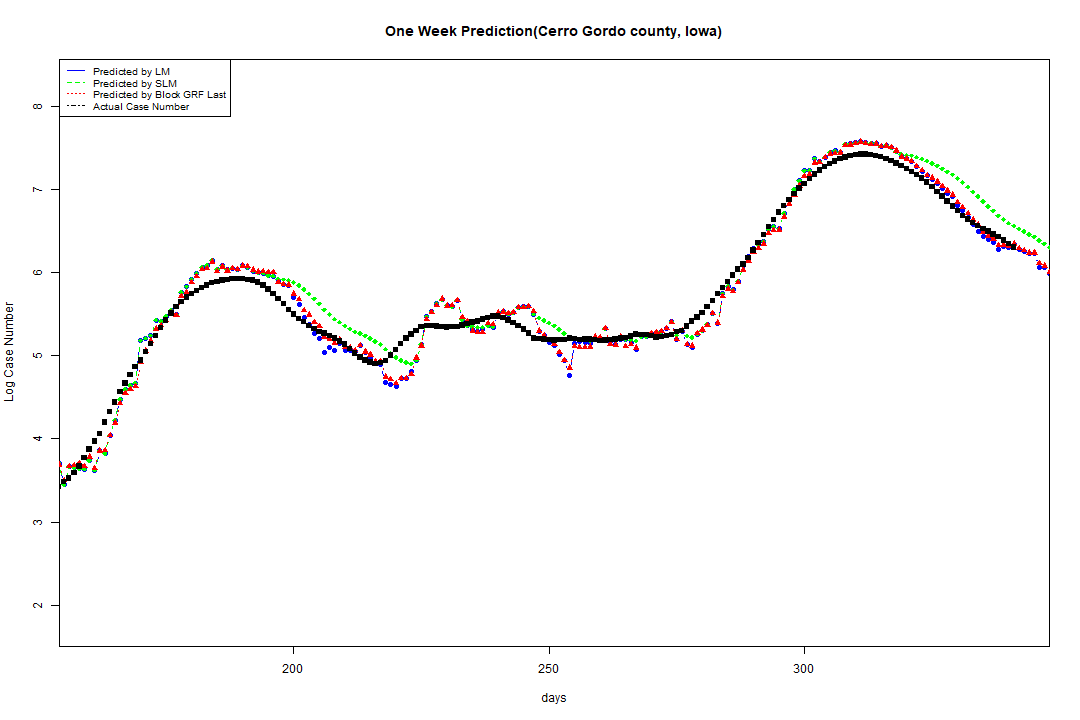 One Week Prediction(Cerro Gordo county, Iowa)
Predicted by LM
Predicted by SLM
Predicted by Block GRF Last
Actual Case Number
8
7
6
5
4
3
2
Log Case Number
200 250 300
days